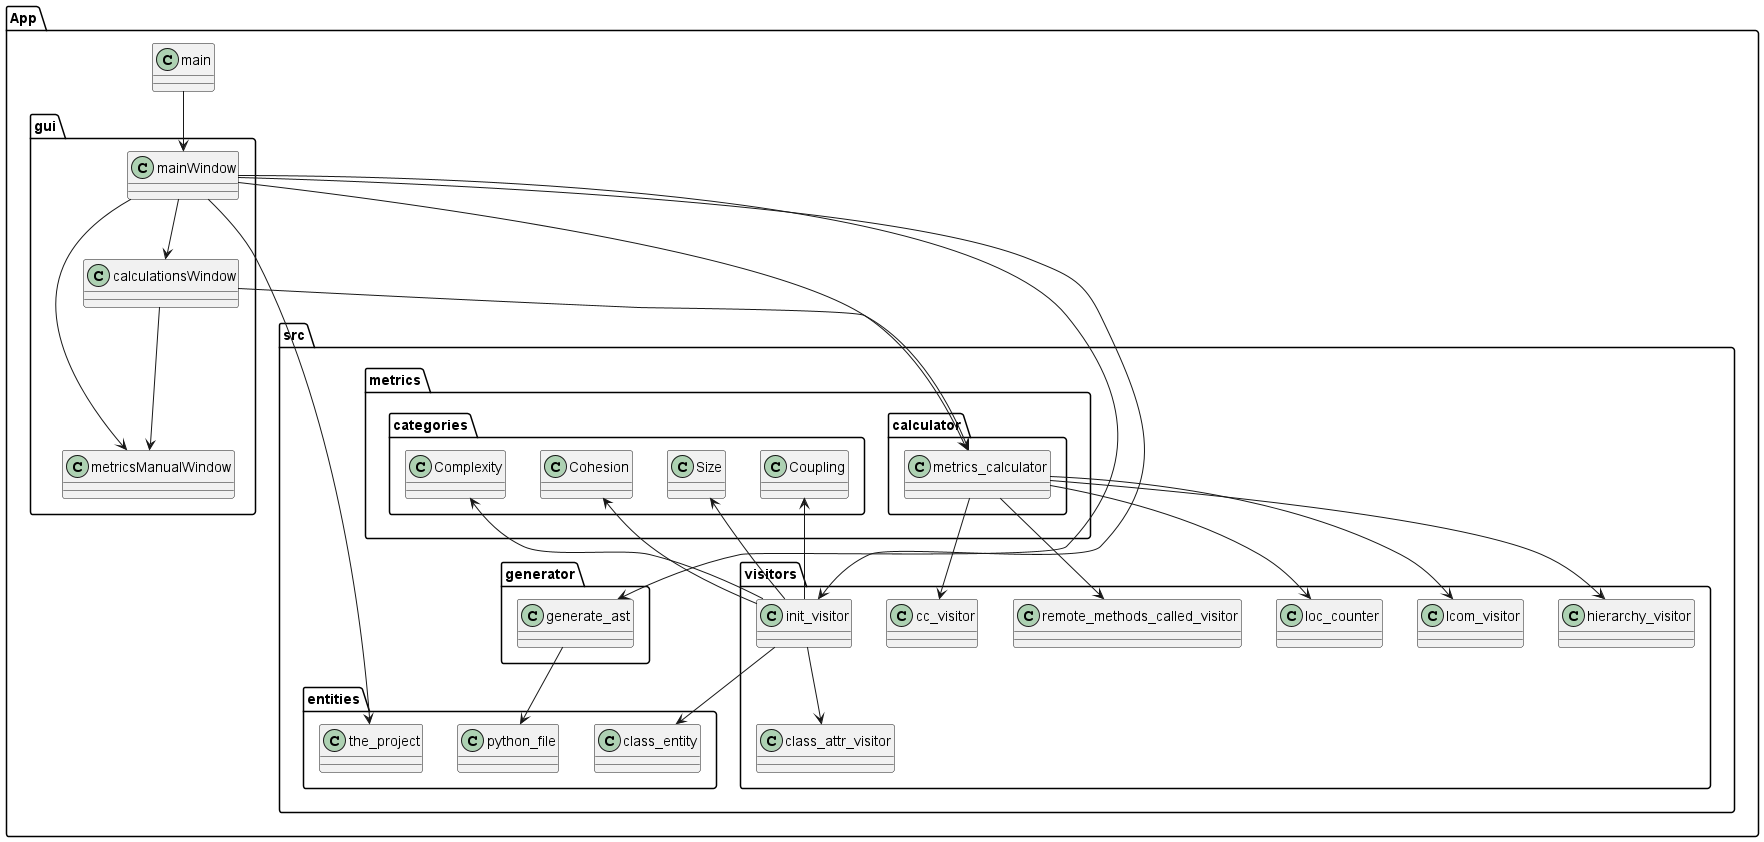 App
C main
gui
C mainWindow
C calculationsWindow
src
metrics
categories
calculator
C metricsManualWindow
C Complexity
C Cohesion
C Size
C Coupling
C metrics_calculator
generator
visitors
C generate_ast
C init_visitor
C cc_visitor
C remote_methods_called_visitor
C loc_counter
C lcom_visitor
C hierarchy_visitor
entities
C the_project
C python_file
C class_entity
C class_attr_visitor